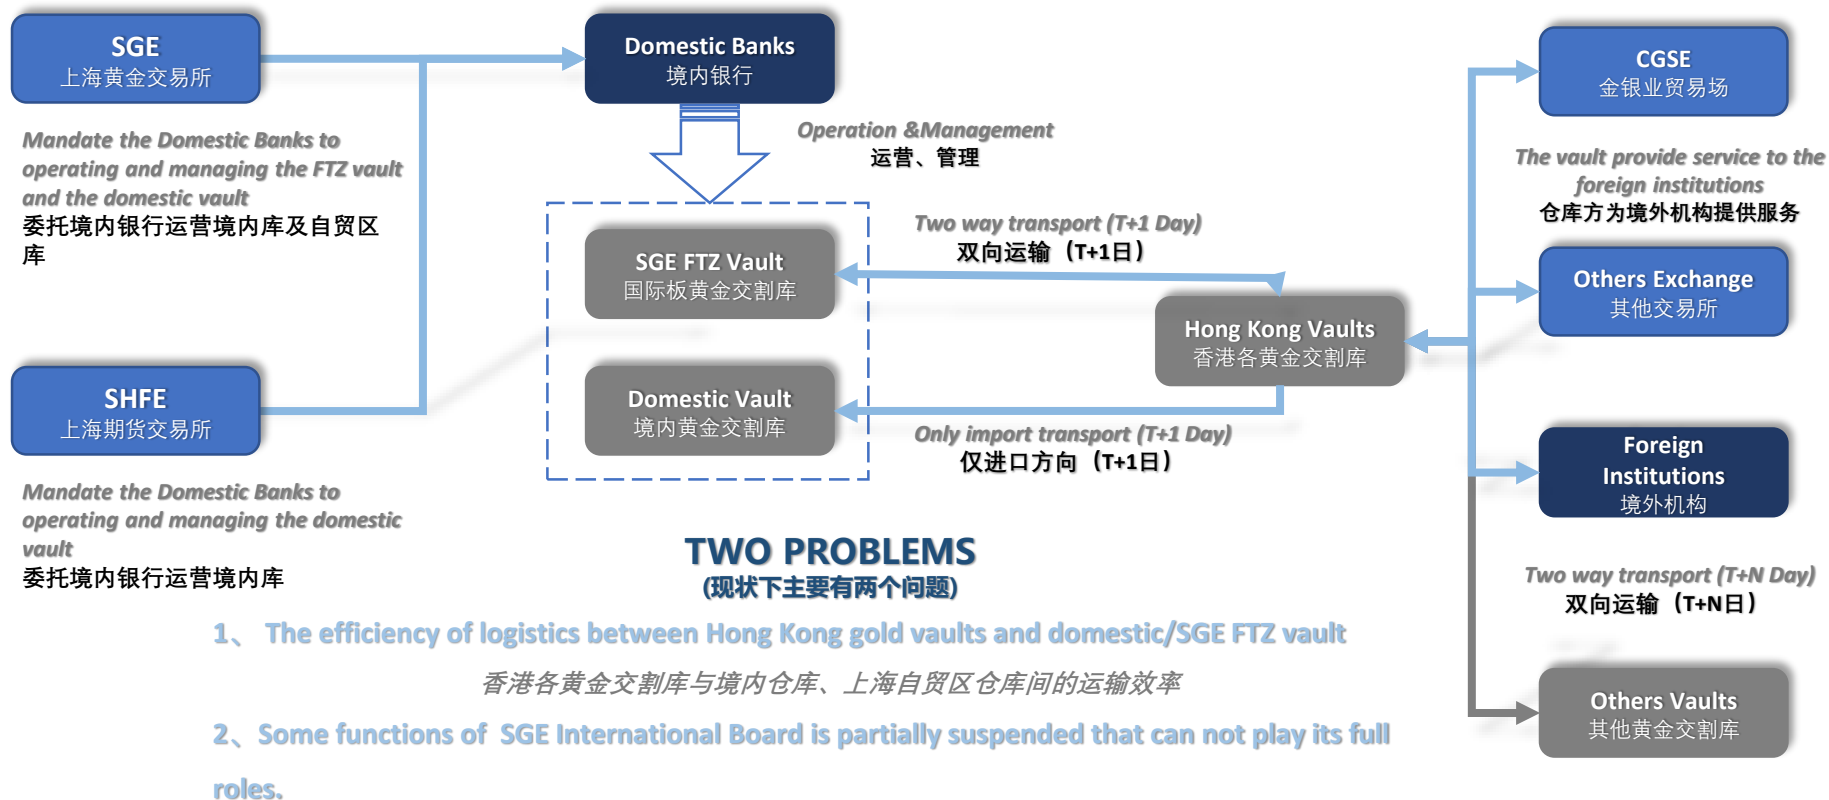 SGE
上海黄金交易所
Mandate the Domestic Banks to
operating and managing the FTZ vault
and the domestic vault
委托境内银行运营境内库及自贸区
库
SHFE
上海期货交易所
Mandate the Domestic Banks to
operating and managing the domestic
vault
委托境内银行运营境内库
Domestic Banks
境内银行
Operation &Management
运营、管理
SGE FTZ Vault
国际板黄金交割库
Domestic Vault
境内黄金交割库
Two way transport (T+1 Day)
双向运输（T+1日）
Hong Kong Vaults
香港各黄金交割库
Only import transport (T+1 Day)
仅进口方向（T+1日）
CGSE
金银业贸易场
The vault provide service to the
foreign institutions
仓库方为境外机构提供服务
Others Exchange
其他交易所
Foreign
Institutions
境外机构
Two way transport (T+N Day)
双向运输（T+N日）
Others Vaults
其他黄金交割库
TWO PROBLEMS
(现状下主要有两个问题)
1、 The efficiency of logistics between Hong Kong gold vaults and domestic/SGE FTZ vault
香港各黄金交割库与境内仓库、上海自贸区仓库间的运输效率
2、Some functions of SGE International Board is partially suspended that can not play its full
roles.